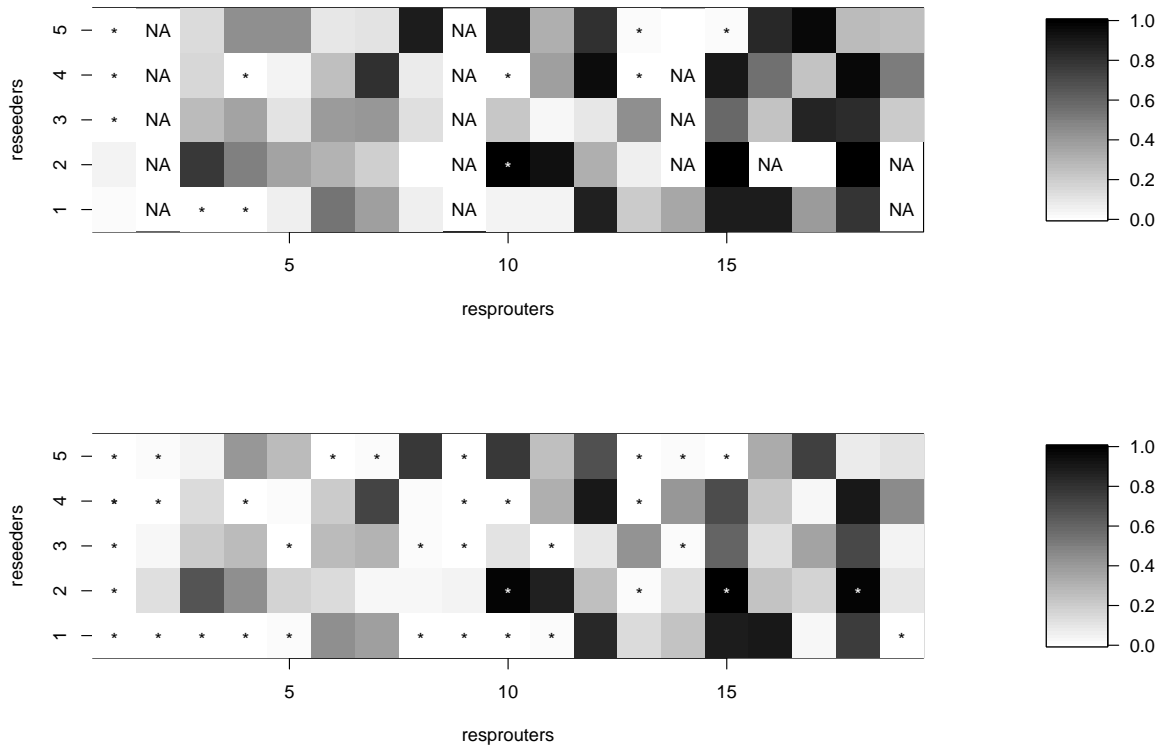 reseeders
5 * NA NA * *
4 * NA * NA * * NA
3 * NA NA NA
2 NA NA * NA NA NA
1 NA * * NA NA
5 10 15
resprouters
1.0
0.8
0.6
0.4
0.2
0.0
reseeders
5 * * * * * * * *
4 * * * * * *
3 * * * * * *
2 * * * * *
1 * * * * * * * * * *
5 10 15
resprouters
1.0
0.8
0.6
0.4
0.2
0.0